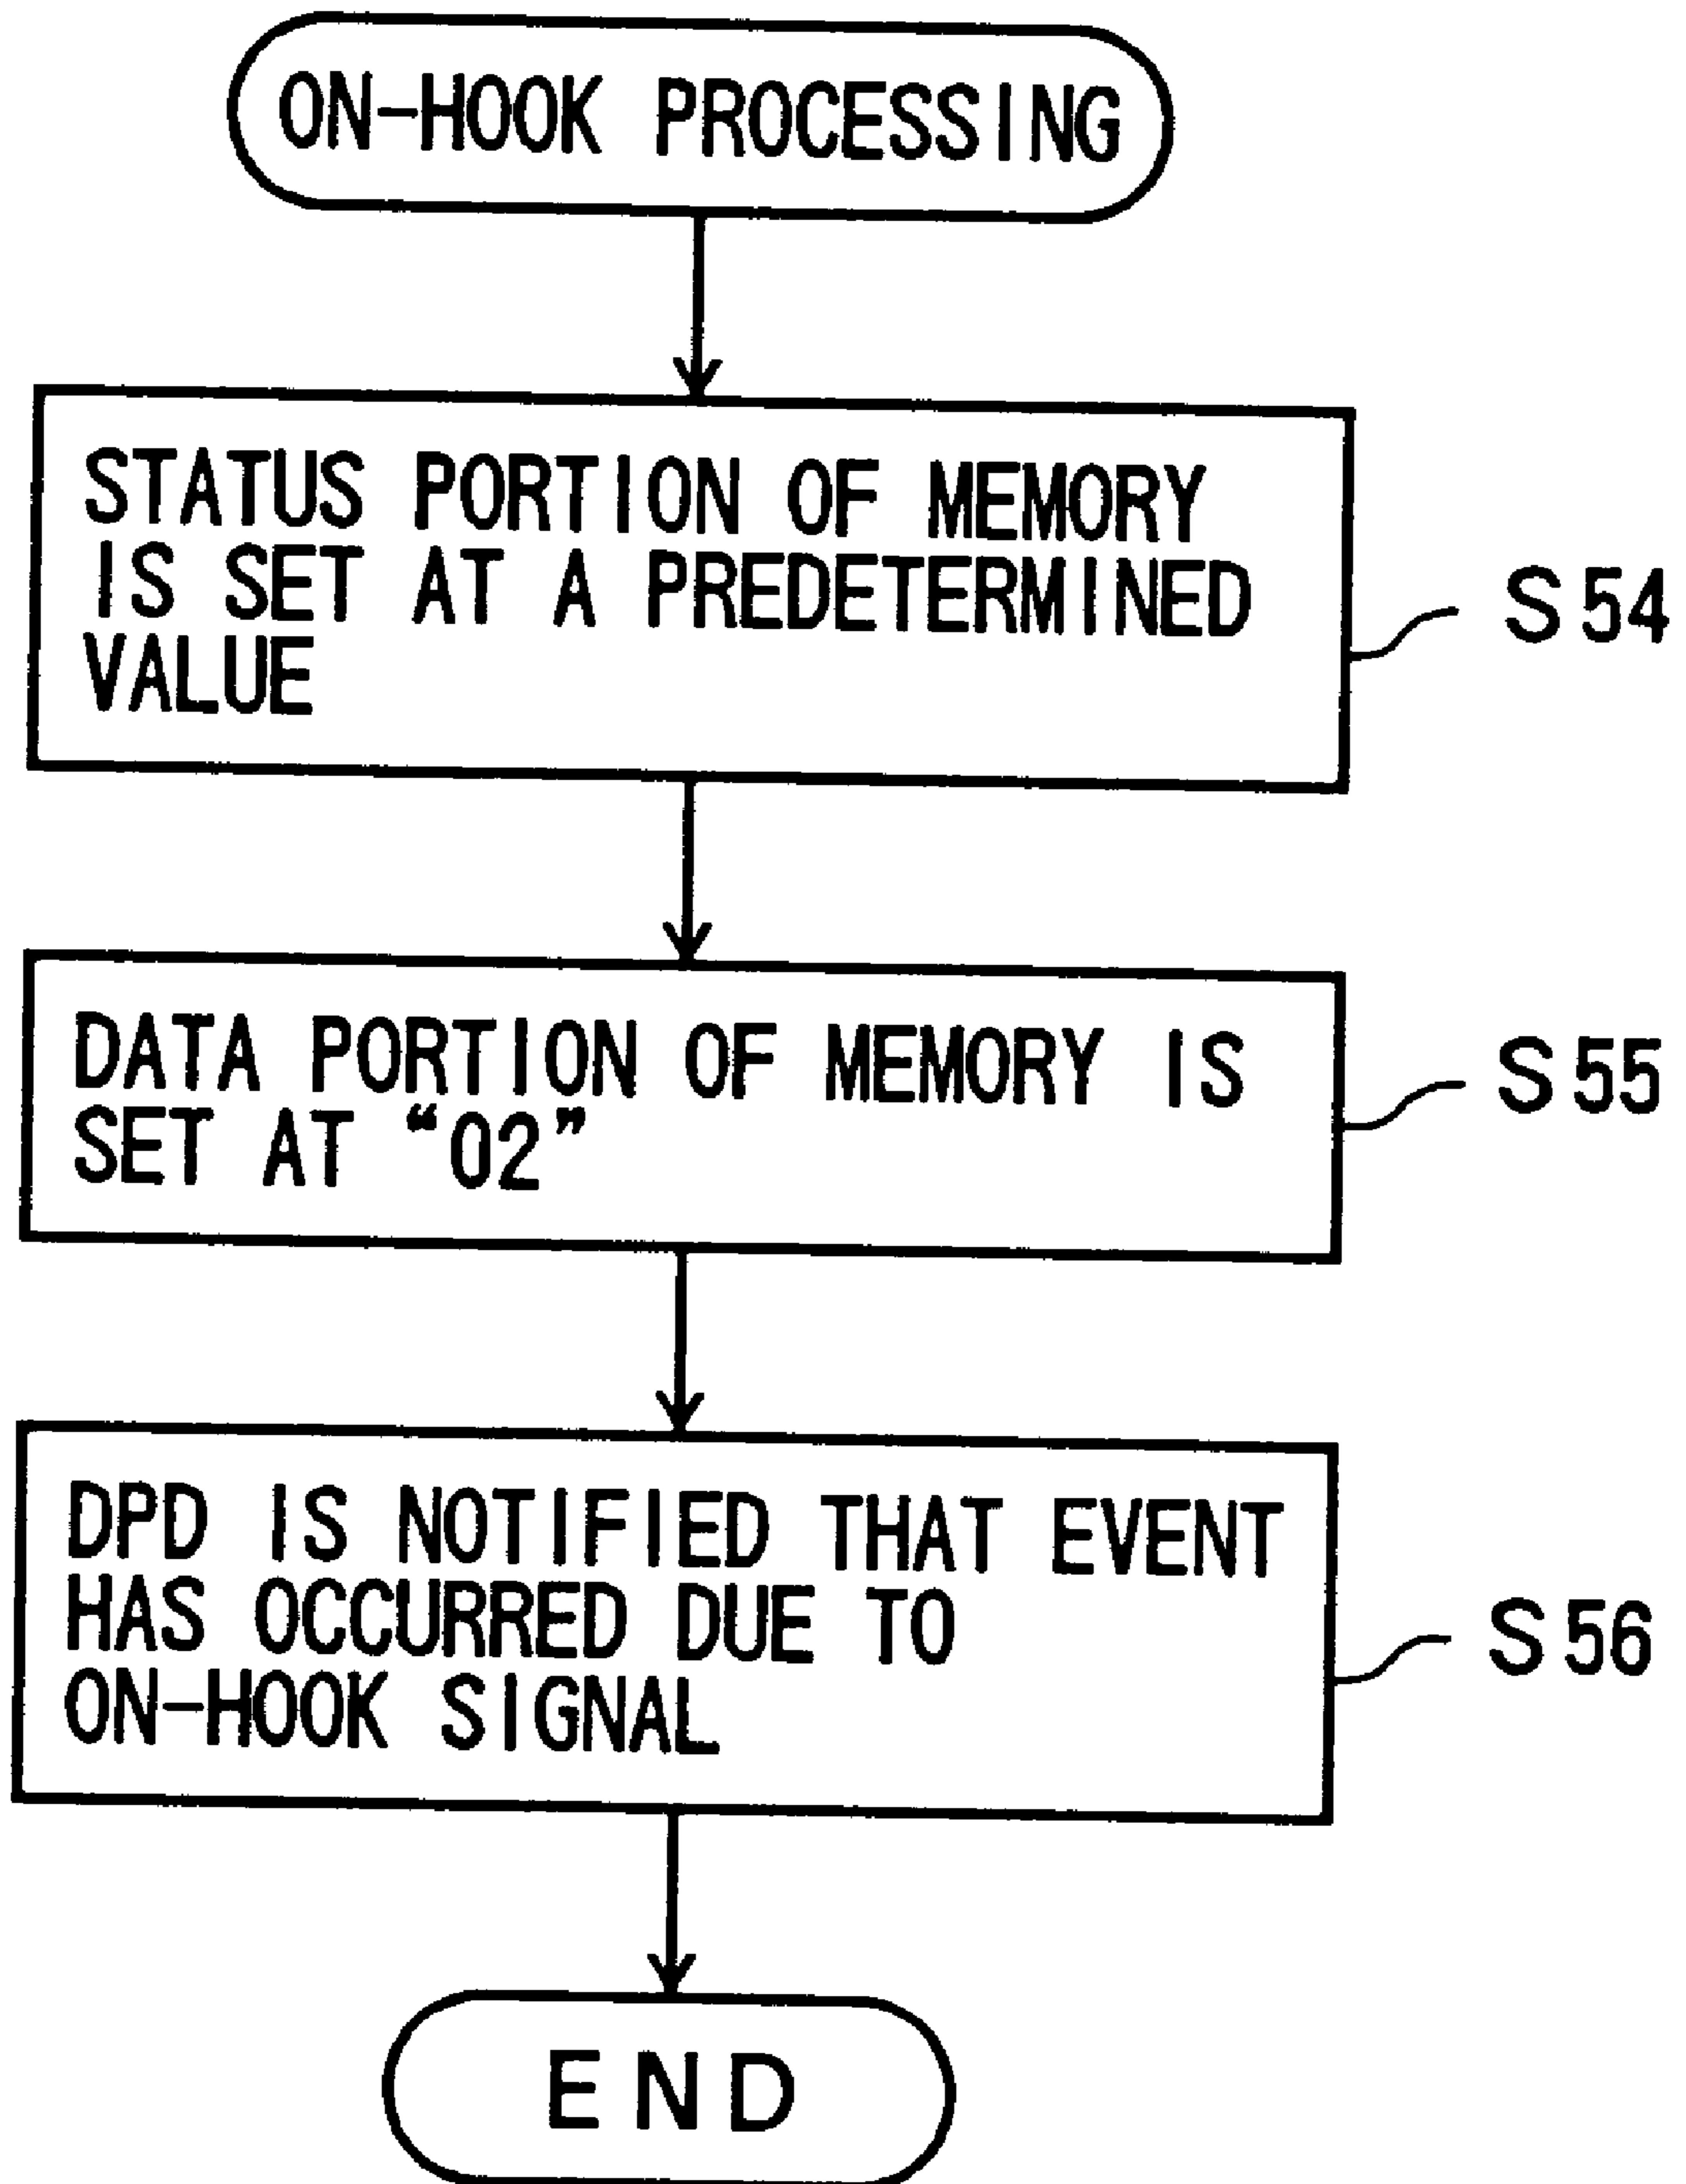 ON-HOOK PROCESSING
STATUS PORTION OF MEMORY
IS SET AT A PREDETERMINED
VALUE
S54
DATA PORTION OF MEMORY IS
SET AT “02”
S55
DPD IS NOTIFIED THAT EVENT
HAS OCCURRED DUE TO
ON-HOOK SIGNAL
S56
END